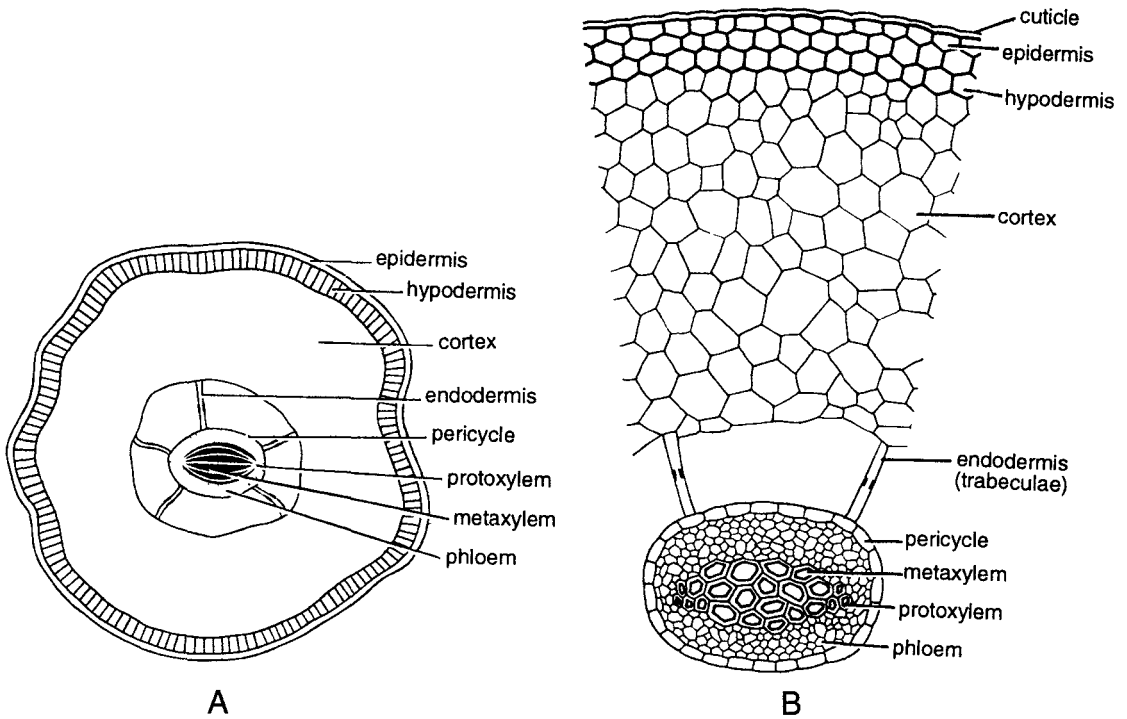 epidermis
hypodermis
cortex
endodermis
pericycle
protoxylem
metaxylem
phloem
A
cuticle
epidermis
hypodermis
cortex
endodermis
(trabeculae)
pericycle
metaxylem
protoxylem
phloem
B